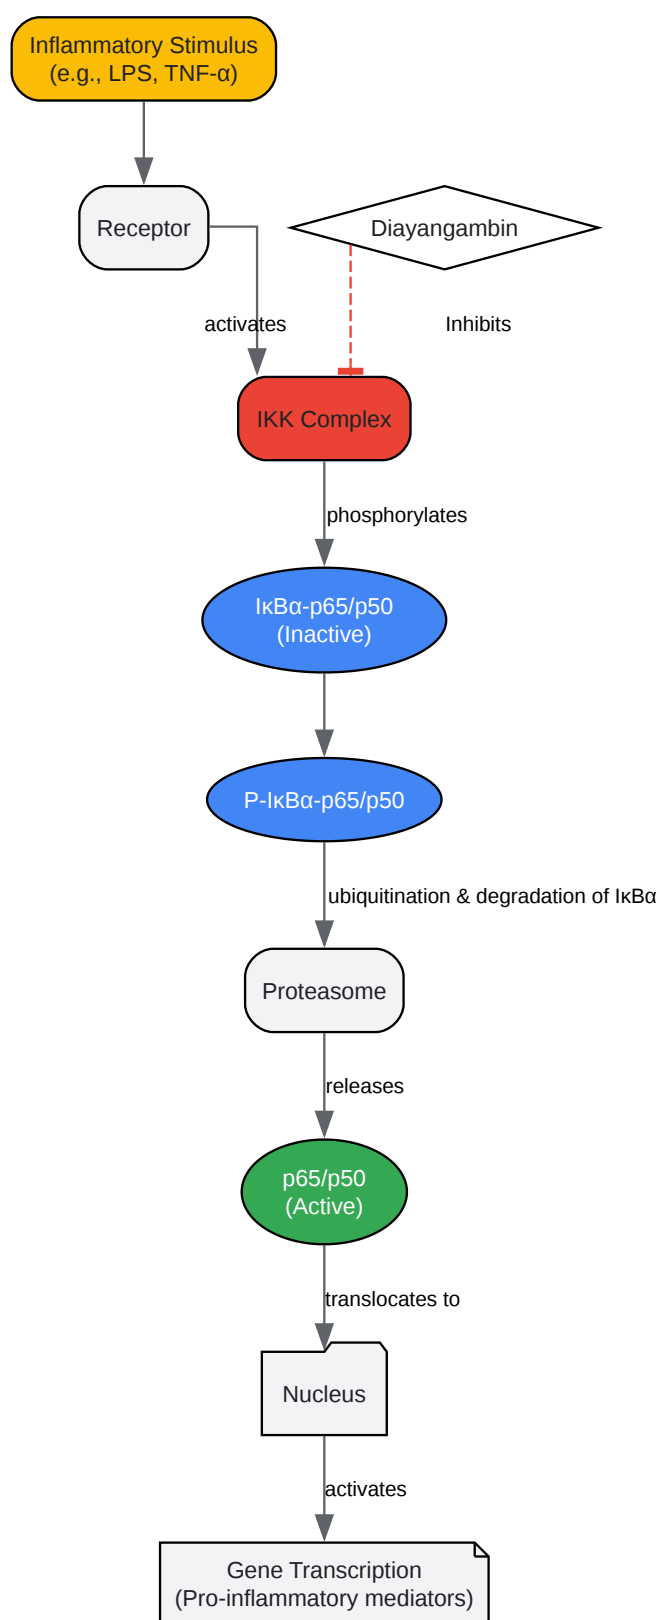 Inflammatory Stimulus
(e.g., LPS, TNF-α)
Receptor
Diayangambin
activates
Inhibits
IKK Complex
phosphorylates
IκBα-p65/p50
(Inactive)
P-IκBα-p65/p50
ubiquitination & degradation of IκBα
Proteasome
releases
p65/p50
(Active)
translocates to
Nucleus
activates
Gene Transcription
(Pro-inflammatory mediators)